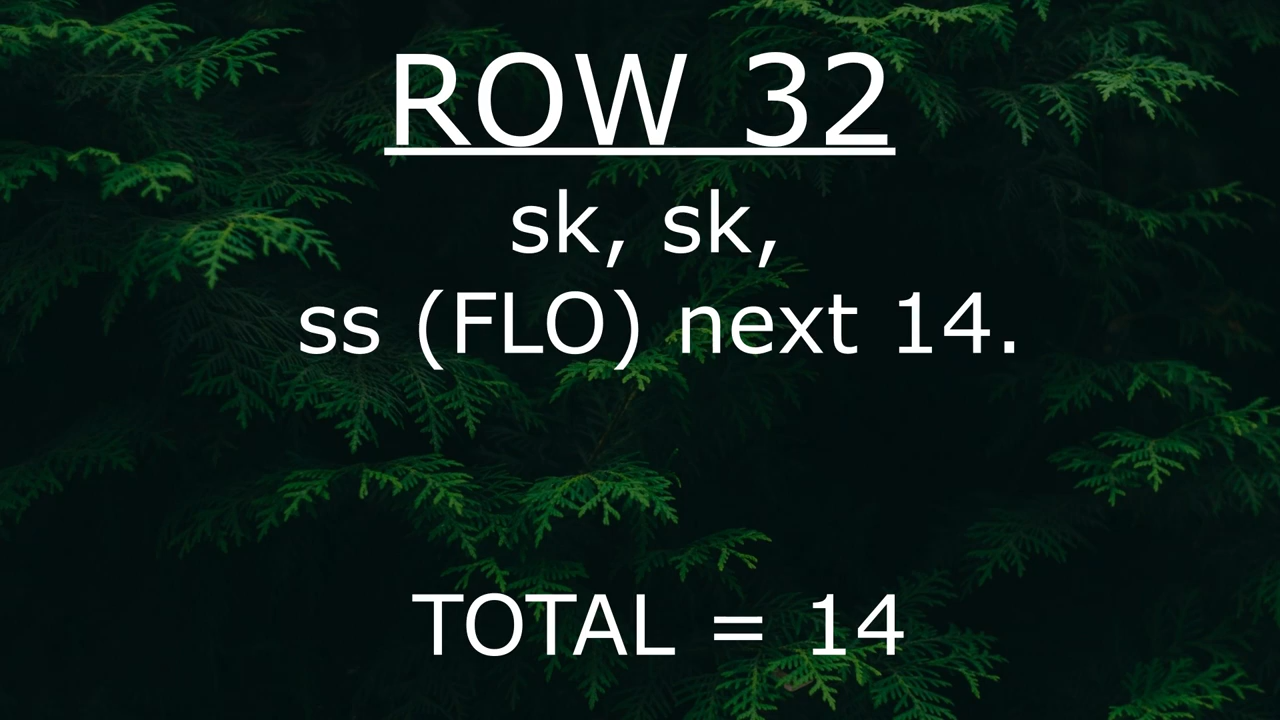 ROW 32
sk, sk,
ss (FLO) next 14.
TOTAL = 14